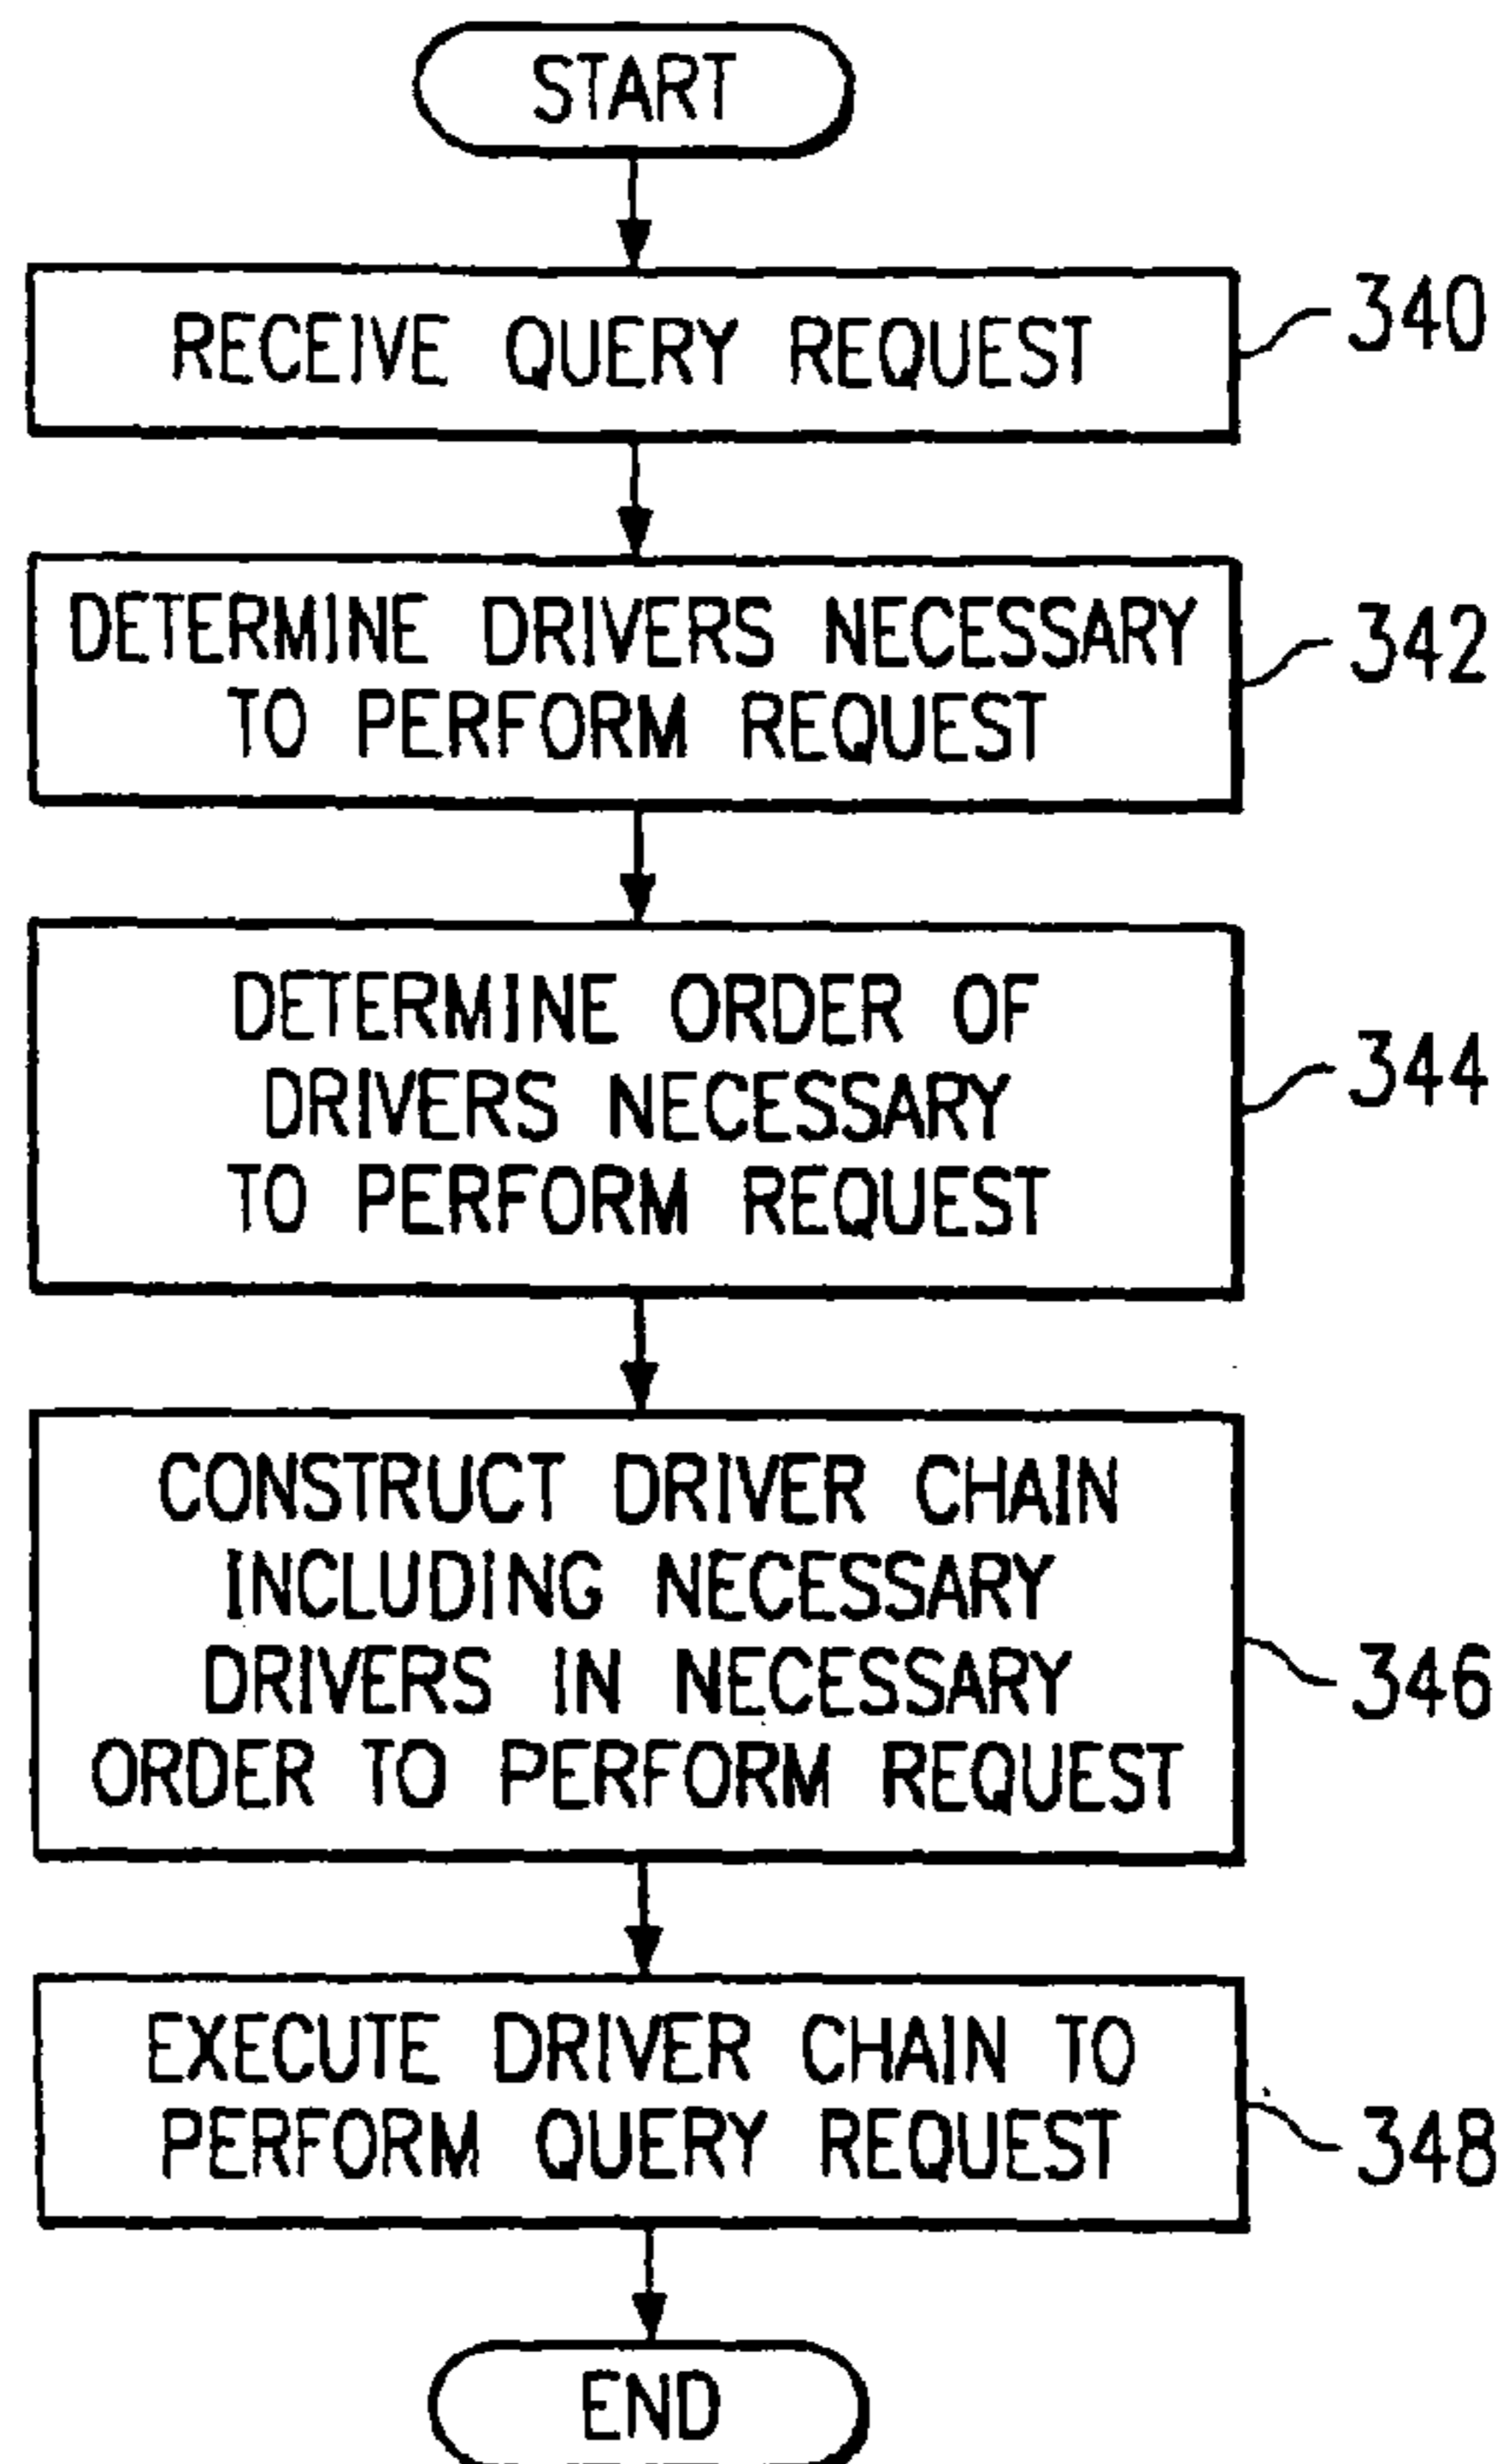 START
RECEIVE QUERY REQUEST
340
DETERMINE DRIVERS NECESSARY
TO PERFORM REQUEST
342
DETERMINE ORDER OF
DRIVERS NECESSARY
TO PERFORM REQUEST
344
CONSTRUCT DRIVER CHAIN
INCLUDING NECESSARY
DRIVERS IN NECESSARY
ORDER TO PERFORM REQUEST
346
EXECUTE DRIVER CHAIN TO
PERFORM QUERY REQUEST
348
END